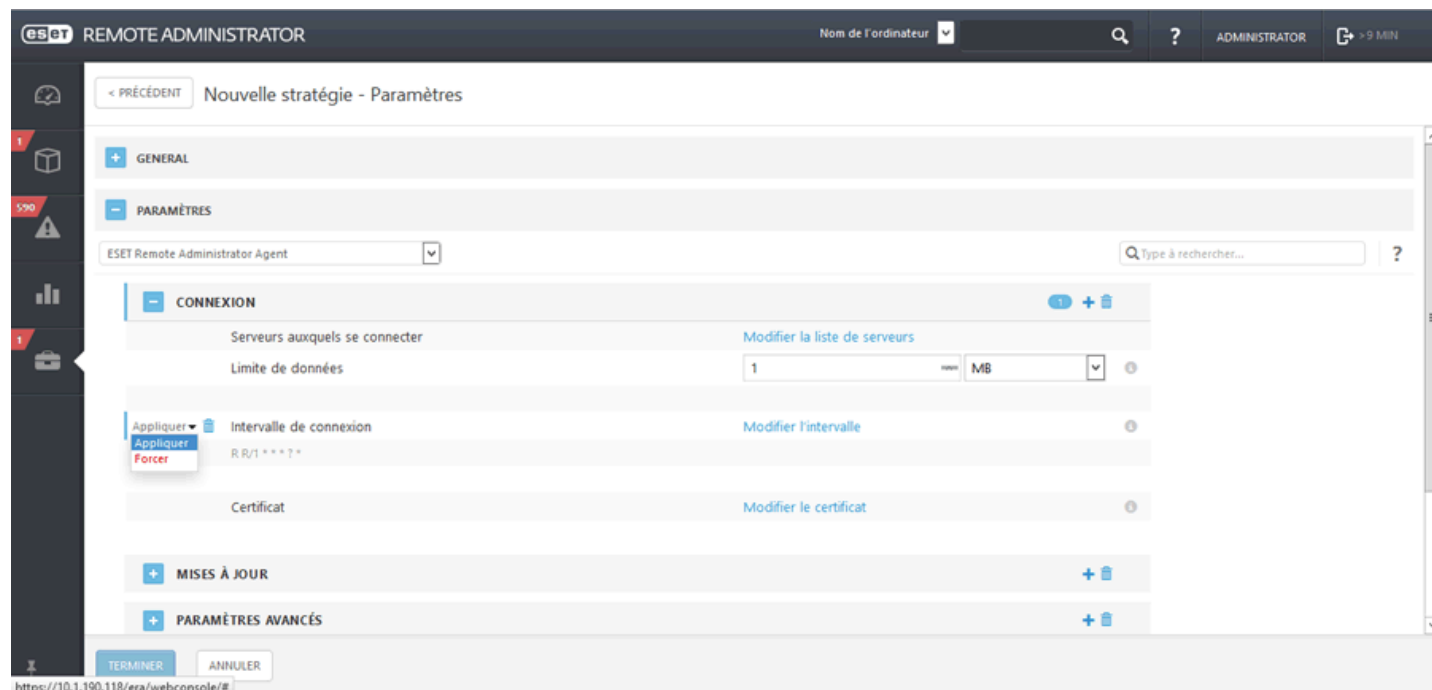 eset REMOTE ADMINISTRATOR Nom de l'ordinateur ? ADMINISTRATOR >9 MIN
< PRÉCÉDENT Nouvelle stratégie - Paramètres
1
+ GENERAL
590
− PARAMÈTRES
ESET Remote Administrator Agent Type à rechercher... ?
− CONNEXION 1 +
Serveurs auxquels se connecter Modifier la liste de serveurs
1
Limite de données 1 MB
Appliquer Intervalle de connexion Modifier l'intervalle
Appliquer
Forcer R R/1 * * * ? *
Certificat Modifier le certificat
+ MISES À JOUR +
+ PARAMÈTRES AVANCÉS +
TERMINER ANNULER
https://10.1.190.118/era/webconsole/#